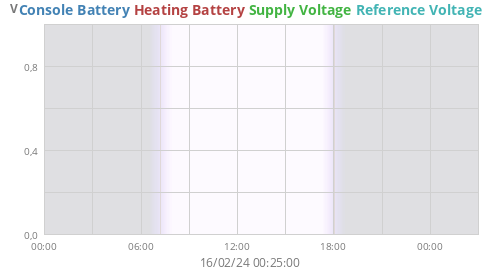 V Console Battery Heating Battery Supply Voltage Reference Voltage
0,8
0,4
0,0
00:00 06:00 12:00 18:00 00:00
16/02/24 00:25:00